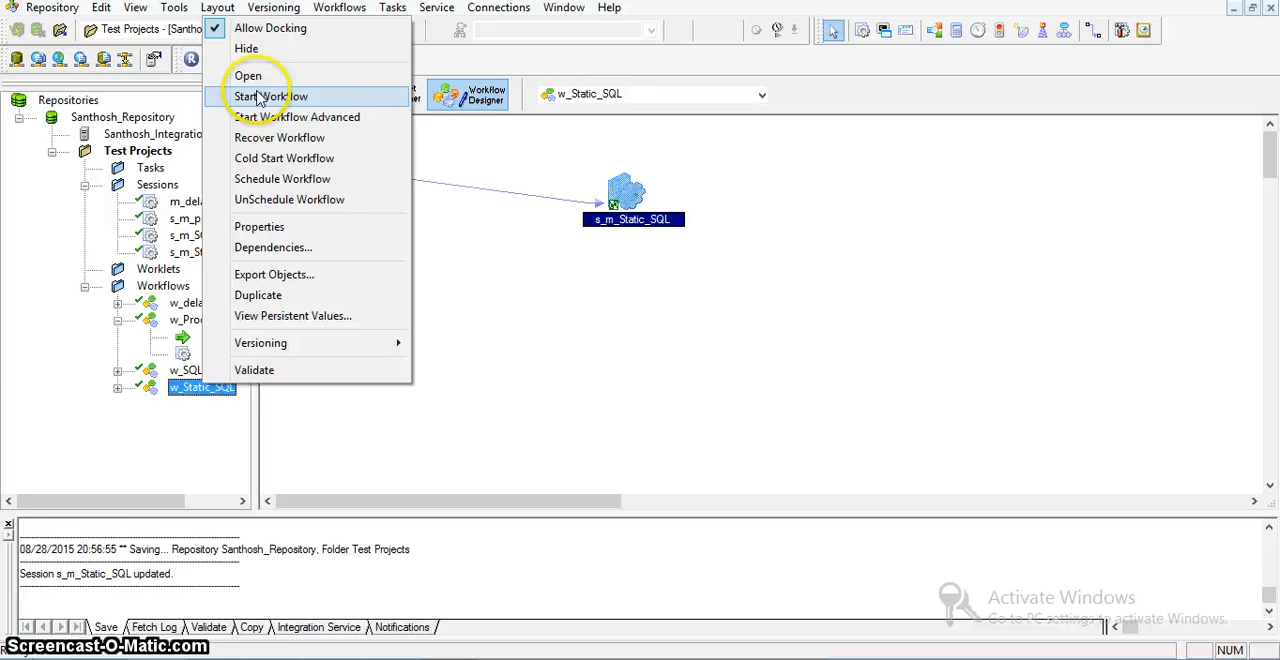 Repository Edit View Tools Layout Versioning Workflows Tasks Service Connections Window Help
Test Projects - [Santho
Allow Docking
Hide
Open
Start Workflow
Start Workflow Advanced
Recover Workflow
Cold Start Workflow
Schedule Workflow
UnSchedule Workflow
Properties
Dependencies...
Export Objects...
Duplicate
View Persistent Values...
Versioning
Validate
Workflow
Designer
w_Static_SQL
Repositories
Santhosh_Repository
Santhosh_Integratio
Test Projects
Tasks
Sessions
m_dela
s_m_p
s_m_S
s_m_St
Worklets
Workflows
w_dela
w_Pro
w_SQL
w_Static_SQL
s_m_Static_SQL
08/28/2015 20:56:55 ** Saving... Repository Santhosh_Repository, Folder Test Projects
Session s_m_Static_SQL updated.
Activate Windows
Go to PC settings to activate Windows.
Save Fetch Log Validate Copy Integration Service Notifications
Screencast-O-Matic.com
NUM